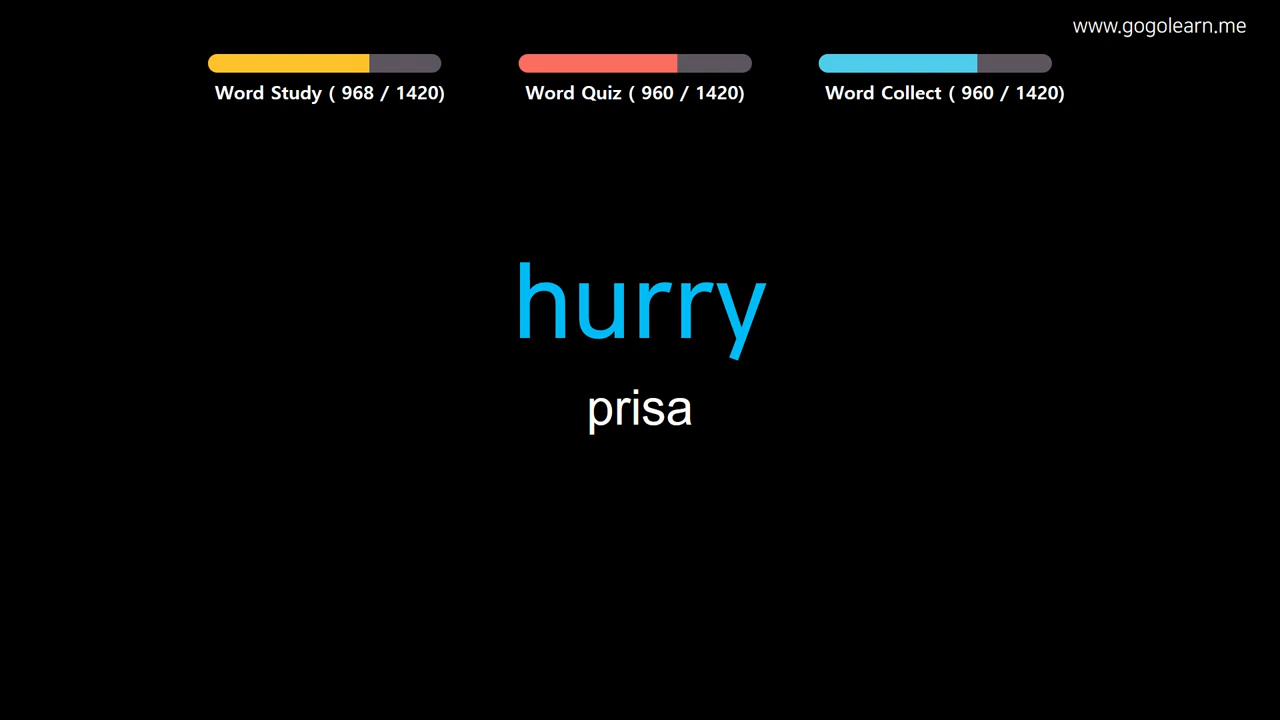 www.gogolearn.me
Word Study ( 968 / 1420)
Word Quiz ( 960 / 1420)
Word Collect ( 960 / 1420)
hurry
prisa